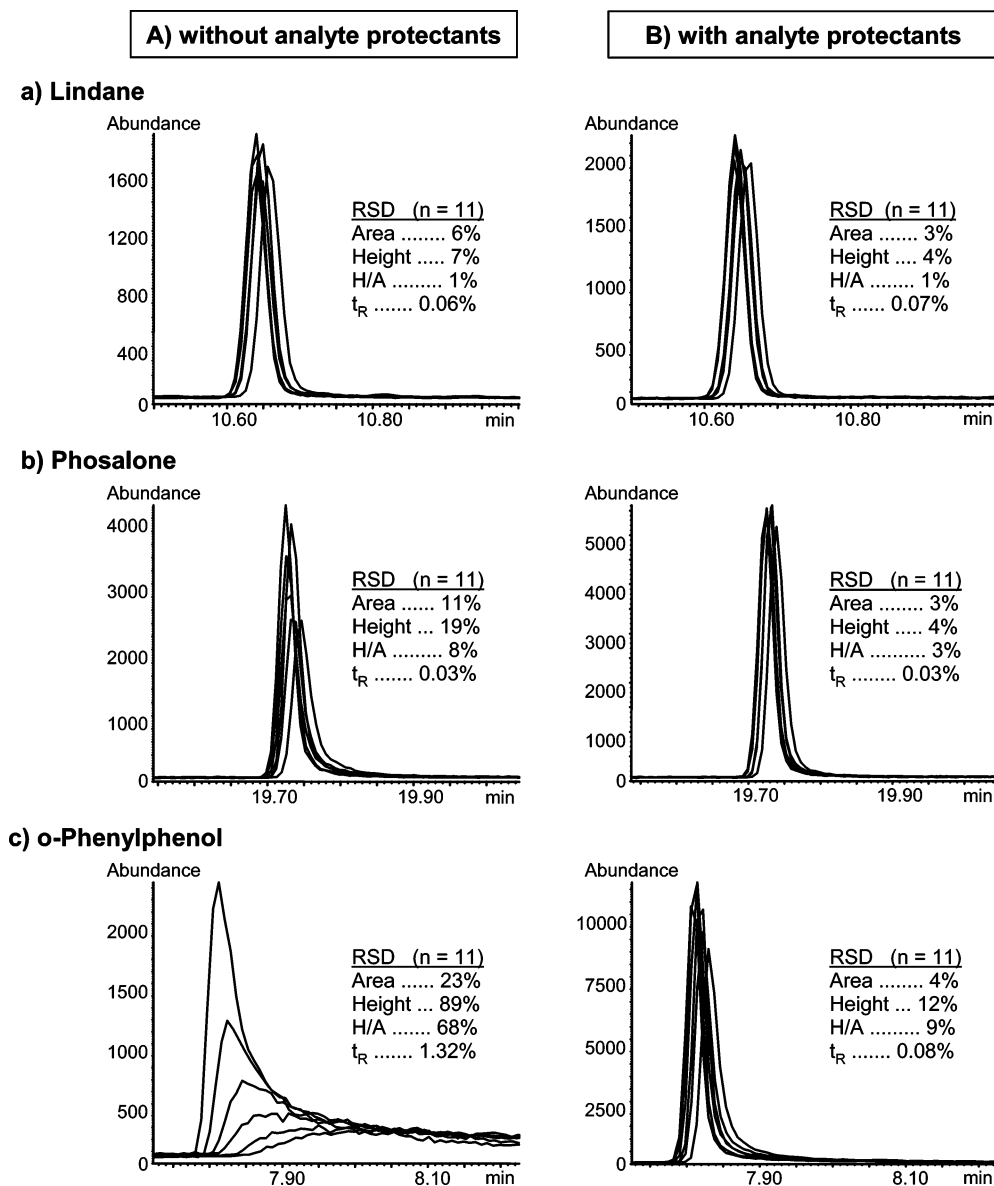 A) without analyte protectants
B) with analyte protectants
a) Lindane
Abundance
1600
1200
800
400
0
10.60
10.80
min
RSD (n = 11)
Area ........ 6%
Height ..... 7%
H/A ......... 1%
tR ....... 0.06%
Abundance
2000
1500
1000
500
0
10.60
10.80
min
RSD (n = 11)
Area ....... 3%
Height .... 4%
H/A ........ 1%
tR ...... 0.07%
b) Phosalone
Abundance
4000
3000
2000
1000
0
19.70
19.90
min
RSD (n = 11)
Area ...... 11%
Height ... 19%
H/A ......... 8%
tR ....... 0.03%
Abundance
5000
4000
3000
2000
1000
0
19.70
19.90
min
RSD (n = 11)
Area ........ 3%
Height ..... 4%
H/A .......... 3%
tR ........ 0.03%
c) o-Phenylphenol
Abundance
2000
1500
1000
500
0
7.90
8.10
min
RSD (n = 11)
Area ...... 23%
Height ... 89%
H/A ....... 68%
tR ....... 1.32%
Abundance
10000
7500
5000
2500
0
7.90
8.10
min
RSD (n = 11)
Area ........ 4%
Height ... 12%
H/A ......... 9%
tR ....... 0.08%